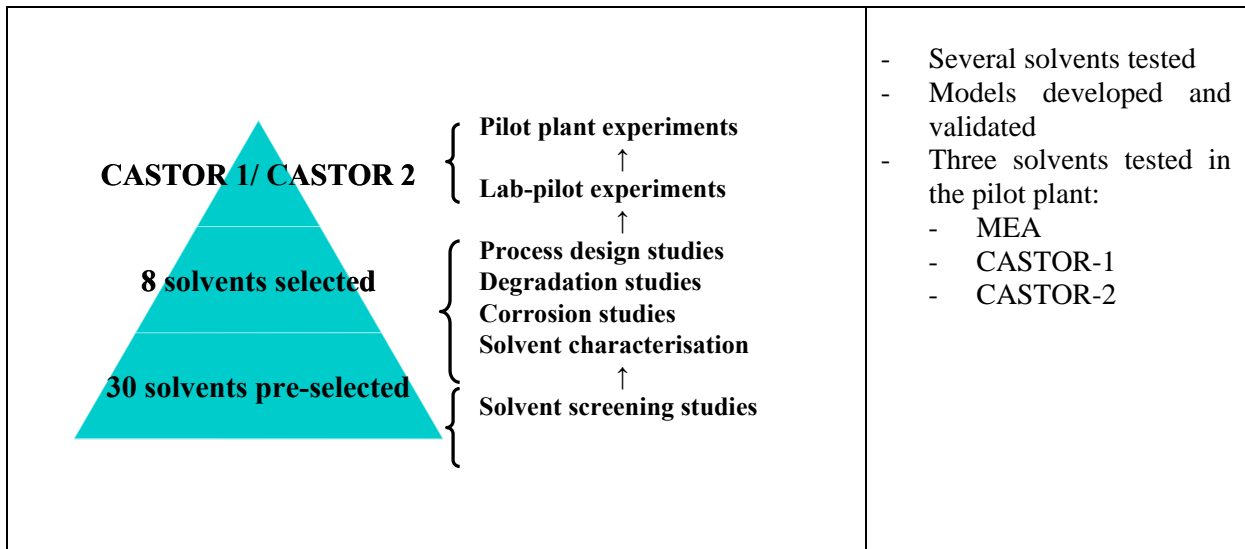 CASTOR 1/ CASTOR 2
8 solvents selected
30 solvents pre-selected
Pilot plant experiments
↑
Lab-pilot experiments
↑
Process design studies
Degradation studies
Corrosion studies
Solvent characterisation
↑
Solvent screening studies
- Several solvents tested
- Models developed and
validated
- Three solvents tested in
the pilot plant:
- MEA
- CASTOR-1
- CASTOR-2